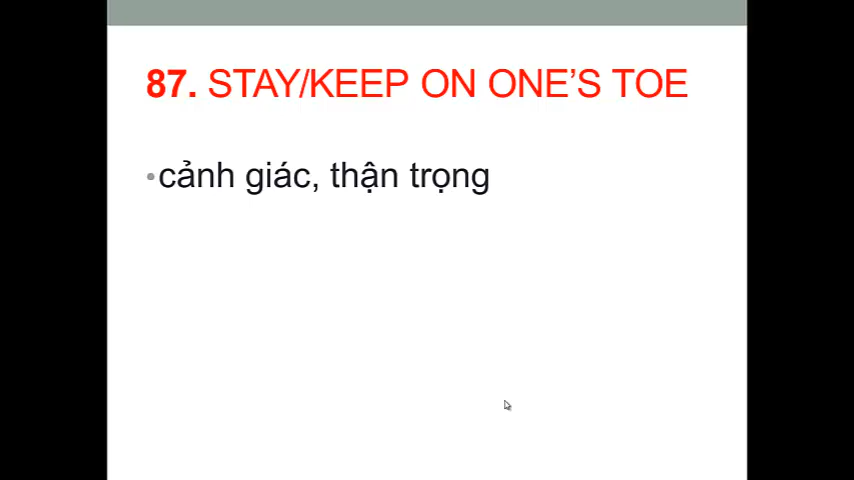 87. STAY/KEEP ON ONE’S TOE
•cảnh giác, thận trọng